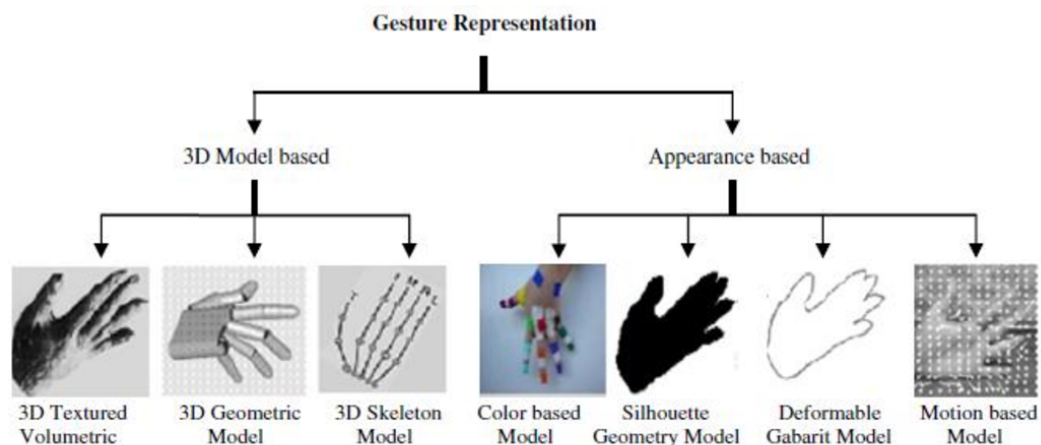 Gesture Representation
3D Model based
Appearance based
3D Textured
Volumetric
3D Geometric
Model
3D Skeleton
Model
Color based
Model
Silhouette
Geometry Model
Deformable
Gabarit Model
Motion based
Model